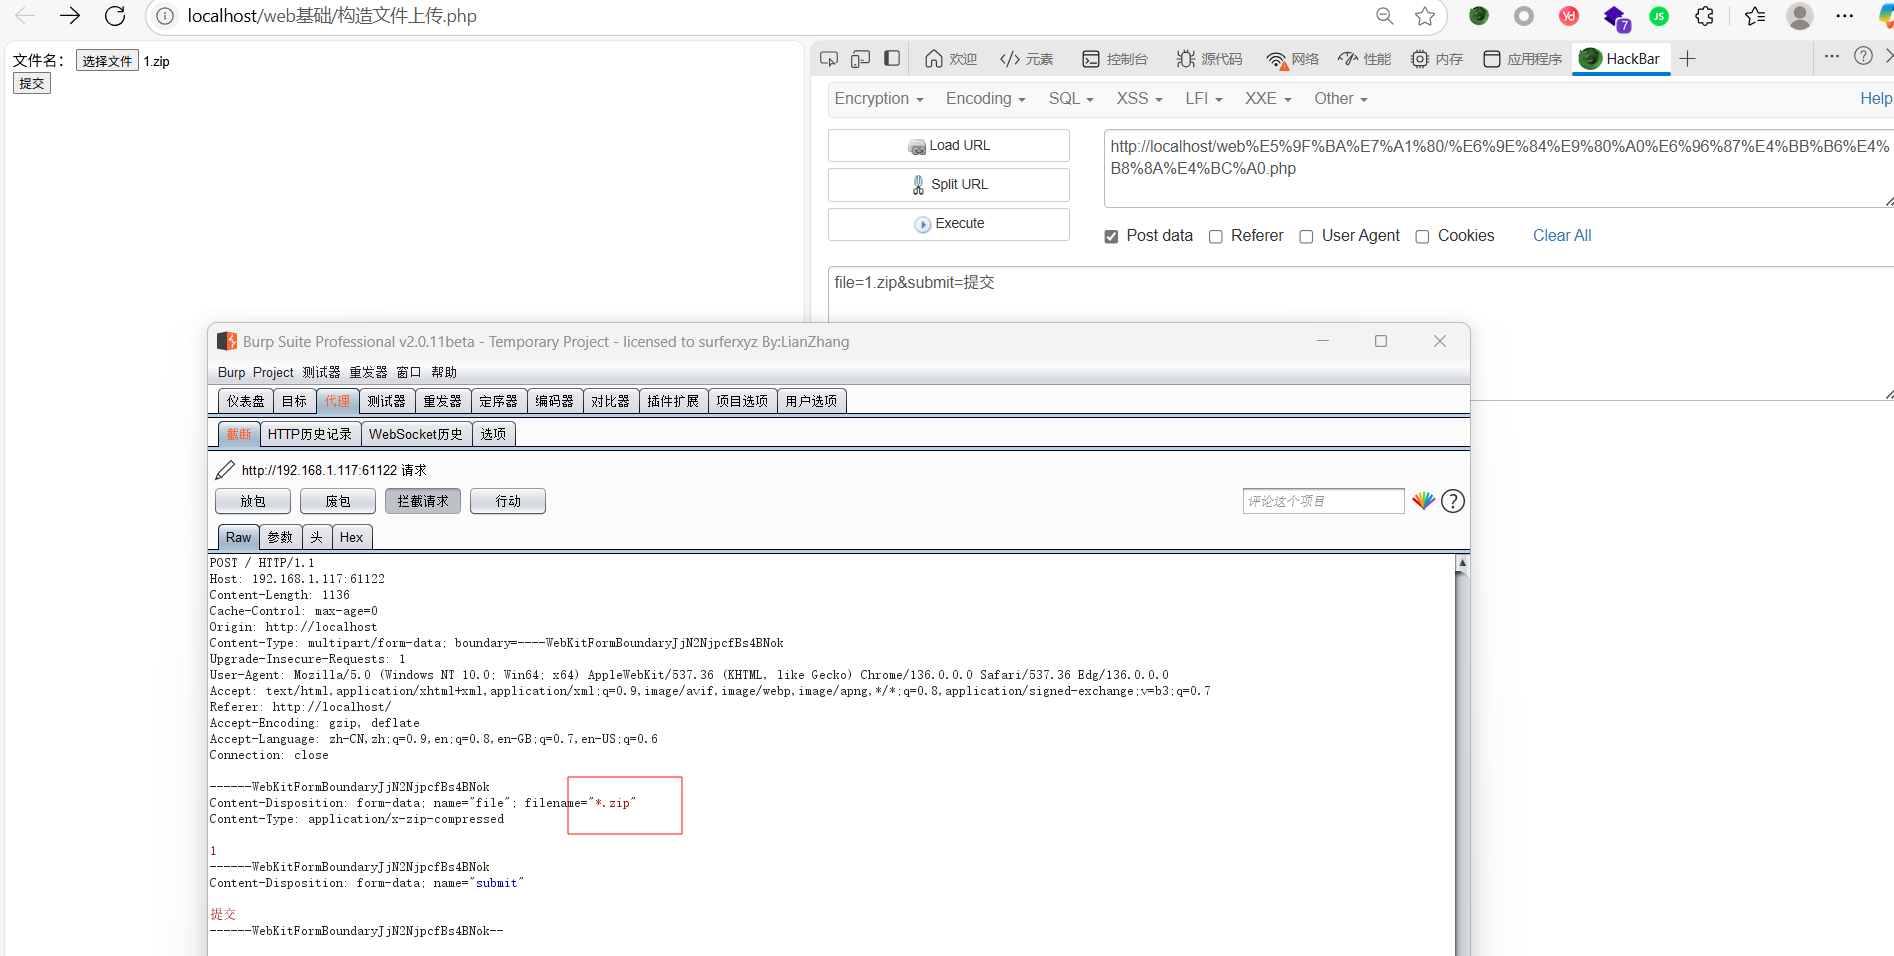 localhost/web基础/构造文件上传.php
7
文件名： 选择文件 1.zip
提交
欢迎 元素 控制台 源代码 网络 性能 内存 应用程序 HackBar
Encryption Encoding SQL XSS LFI XXE Other Help
Load URL
Split URL
Execute
http://localhost/web%E5%9F%BA%E7%A1%80/%E6%9E%84%E9%80%A0%E6%96%87%E4%BB%B6%E4%
B8%8A%E4%BC%A0.php
Post data Referer User Agent Cookies Clear All
file=1.zip&submit=提交
Burp Suite Professional v2.0.11beta - Temporary Project - licensed to surferxyz By:LianZhang
Burp Project 测试器 重发器 窗口 帮助
仪表盘 目标 代理 测试器 重发器 定序器 编码器 对比器 插件扩展 项目选项 用户选项
截断 HTTP历史记录 WebSocket历史 选项
http://192.168.1.117:61122 请求
放包 废包 拦截请求 行动 评论这个项目
Raw 参数 头 Hex
POST / HTTP/1.1
Host: 192.168.1.117:61122
Content-Length: 1136
Cache-Control: max-age=0
Origin: http://localhost
Content-Type: multipart/form-data; boundary=----WebKitFormBoundaryJjN2NjpcfBs4BNok
Upgrade-Insecure-Requests: 1
User-Agent: Mozilla/5.0 (Windows NT 10.0; Win64; x64) AppleWebKit/537.36 (KHTML, like Gecko) Chrome/136.0.0.0 Safari/537.36 Edg/136.0.0.0
Accept: text/html,application/xhtml+xml,application/xml;q=0.9,image/avif,image/webp,image/apng,*/*;q=0.8,application/signed-exchange;v=b3;q=0.7
Referer: http://localhost/
Accept-Encoding: gzip, deflate
Accept-Language: zh-CN,zh;q=0.9,en;q=0.8,en-GB;q=0.7,en-US;q=0.6
Connection: close
------WebKitFormBoundaryJjN2NjpcfBs4BNok
Content-Disposition: form-data; name="file"; filename="*.zip"
Content-Type: application/x-zip-compressed
1
------WebKitFormBoundaryJjN2NjpcfBs4BNok
Content-Disposition: form-data; name="submit"
提交
------WebKitFormBoundaryJjN2NjpcfBs4BNok--